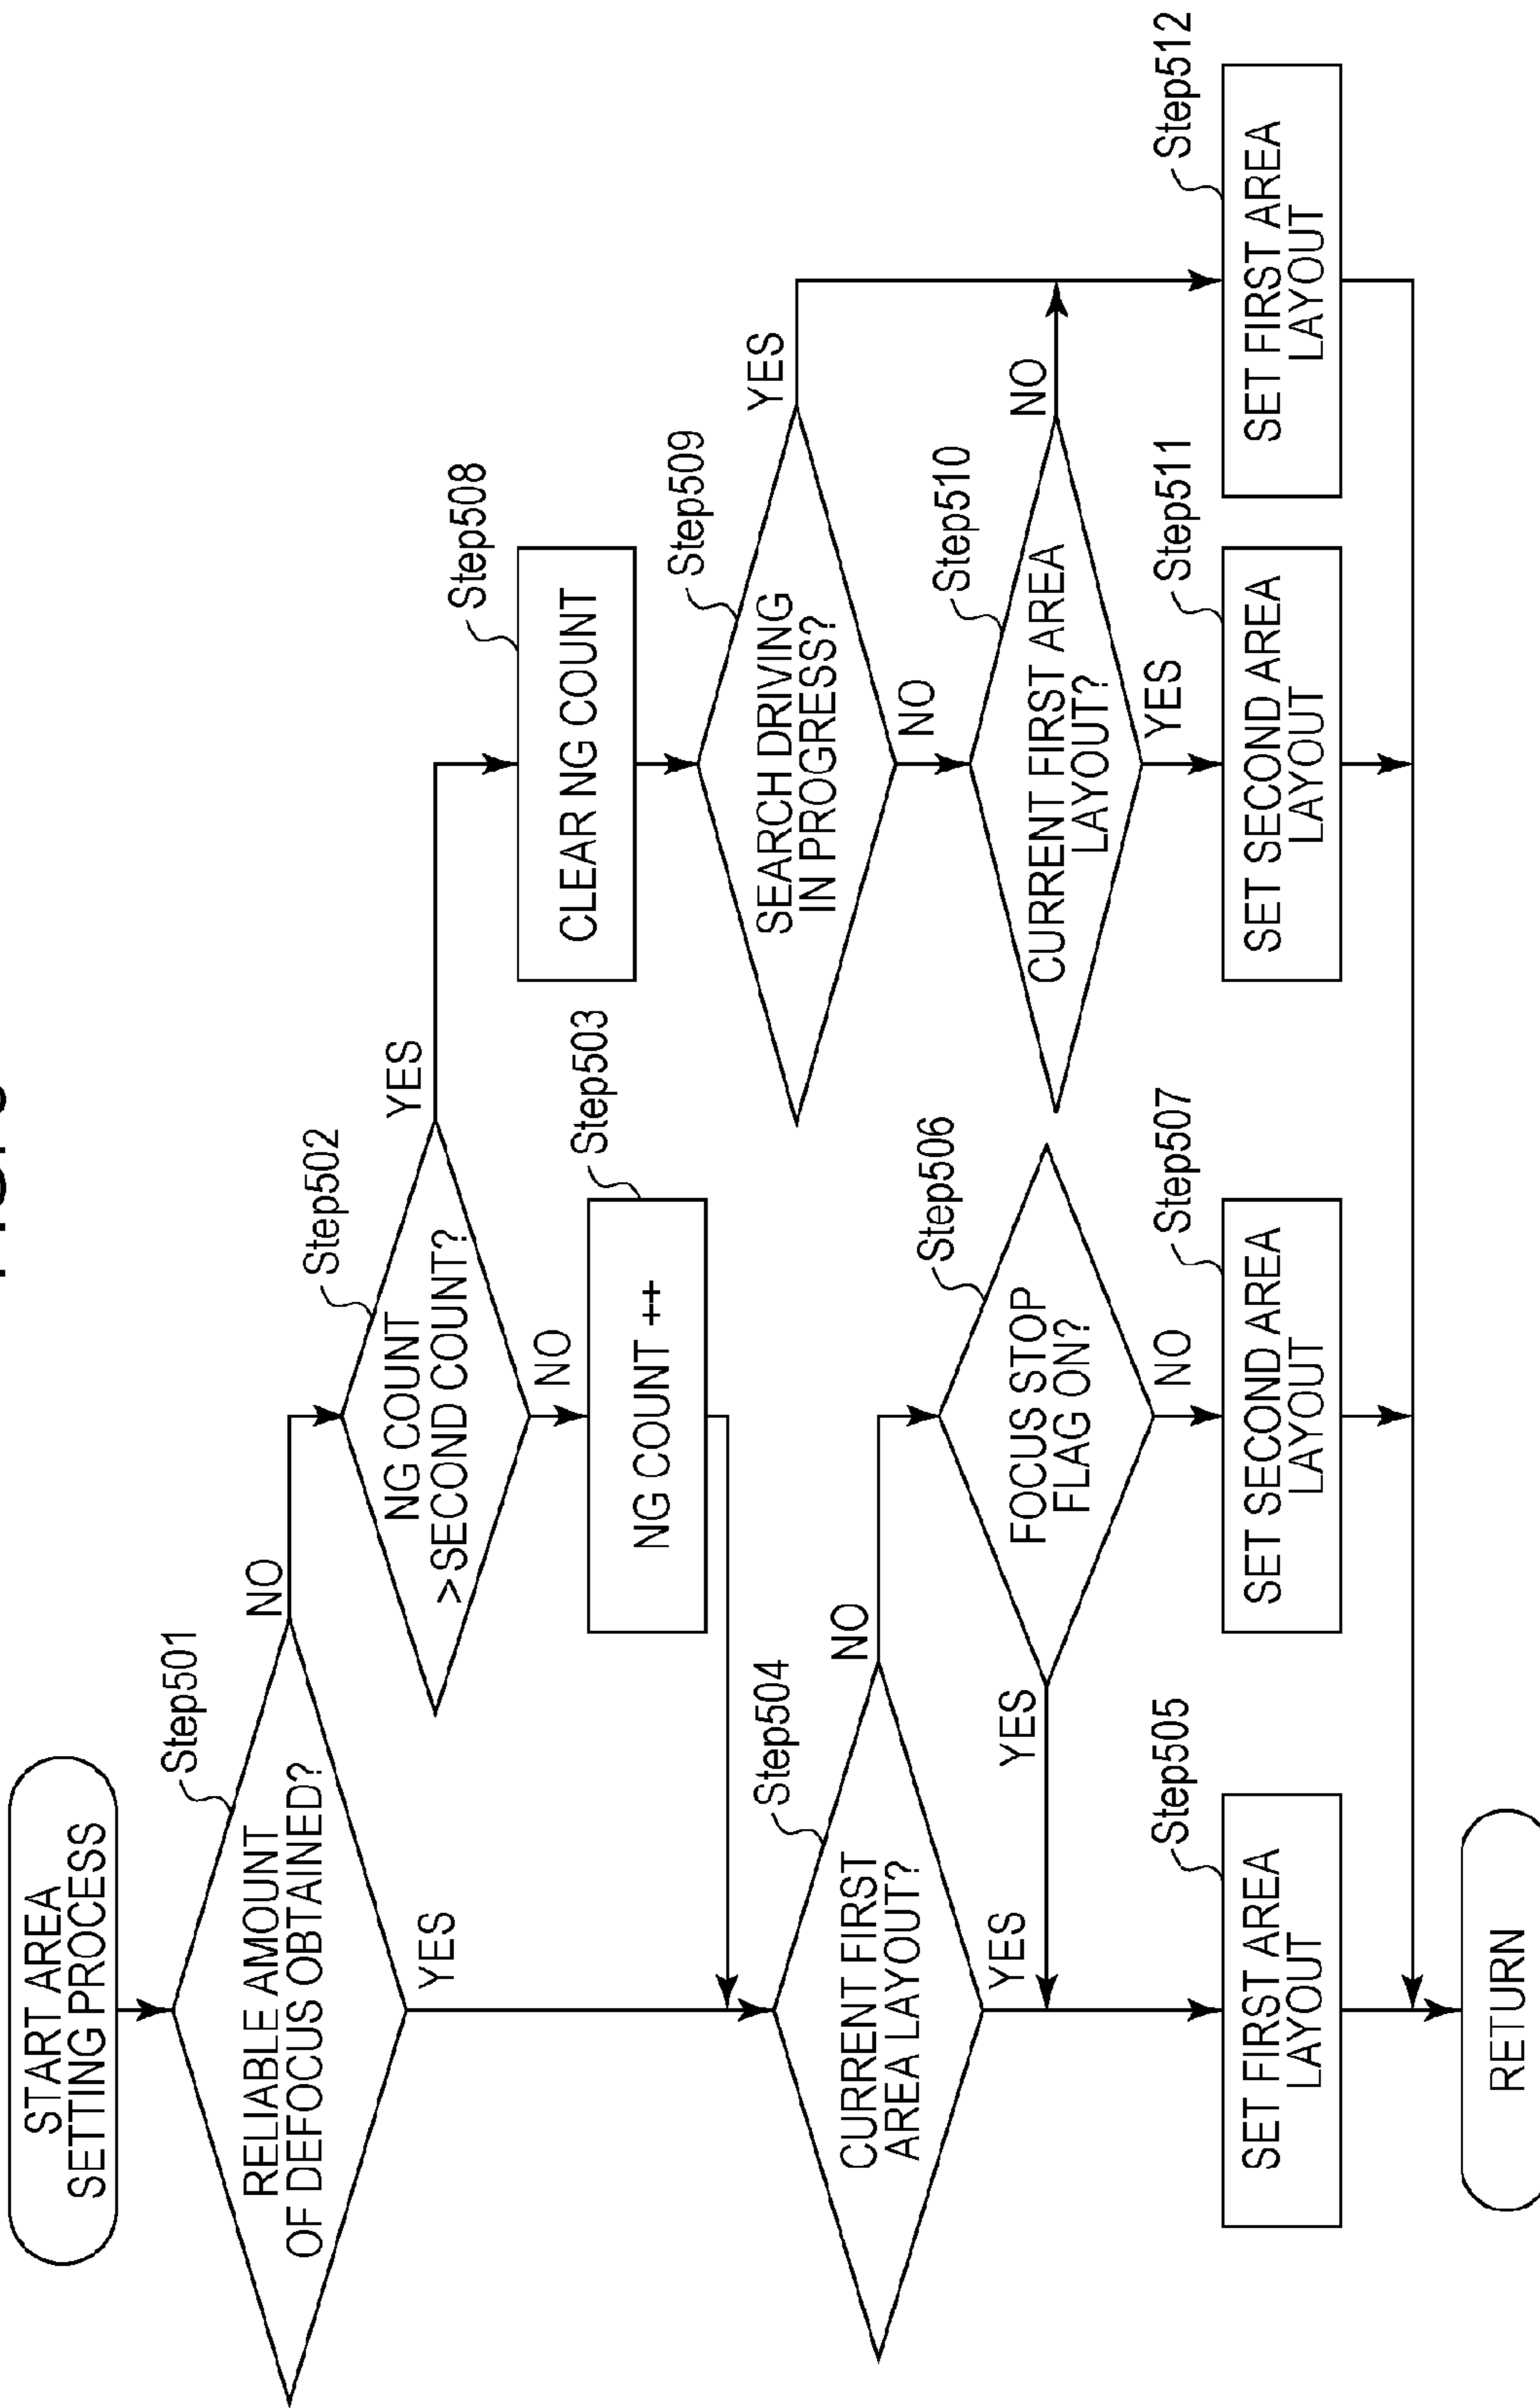 START AREA
SETTING PROCESS
Step501
RELIABLE AMOUNT
OF DEFOCUS OBTAINED?
NO
YES
Step502
NG COUNT
>SECOND COUNT?
YES
NO
Step503
NG COUNT ++
Step504
CURRENT FIRST
AREA LAYOUT?
NO
YES
Step505
SET FIRST AREA
LAYOUT
Step506
FOCUS STOP
FLAG ON?
YES
NO
Step507
SET SECOND AREA
LAYOUT
Step508
CLEAR NG COUNT
Step509
SEARCH DRIVING
IN PROGRESS?
YES
NO
Step510
CURRENT FIRST AREA
LAYOUT?
NO
YES
Step511
SET SECOND AREA
LAYOUT
Step512
SET FIRST AREA
LAYOUT
RETURN